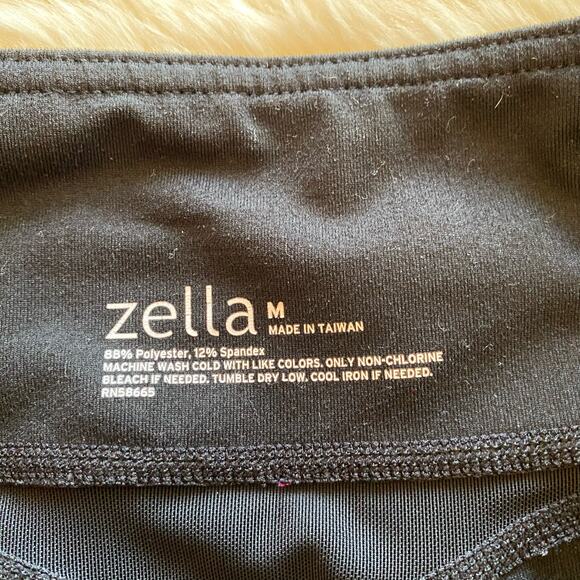 zella M
MADE IN TAIWAN
88% Polyester, 12% Spandex
MACHINE WASH COLD WITH LIKE COLORS. ONLY NON-CHLORINE
BLEACH IF NEEDED. TUMBLE DRY LOW. COOL IRON IF NEEDED.
RN58665